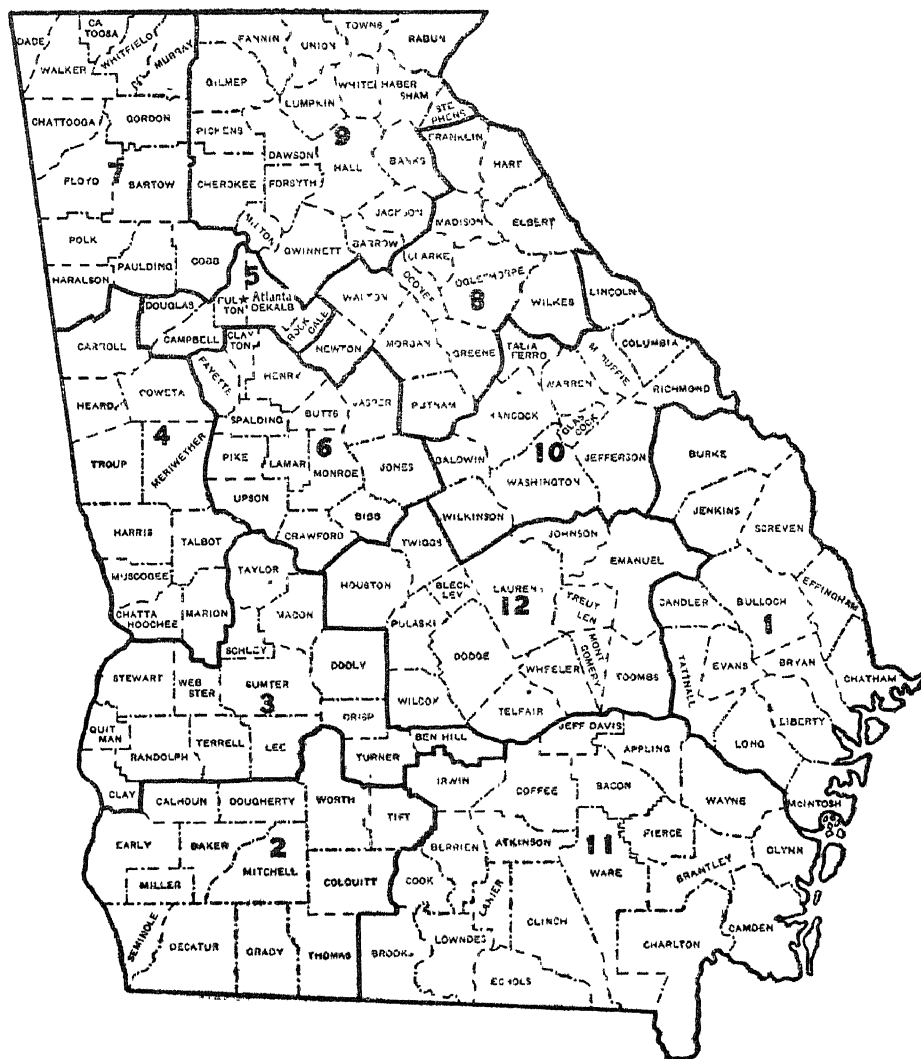 TOWNS
CA
TOOSA
FANNIN
UNION
RABUN
DADE
WHITFIELD
MURRAY
WALKER
GILMER
WHITE
HABER
SHAM
LUMPKIN
STE
PHENS
CHATTOOGA
GORDON
PICKENS
DAWSON
9
HALL
BANKS
FRANKLIN
HART
7
FLOYD
BARTOW
CHEROKEE
FORSYTH
JACKSON
MADISON
ELBERT
POLK
MILTON
GWINNETT
BARROW
CLARKE
PAULDING
COBB
OGLETHORPE
HARALSON
5
OCONEE
8
DOUGLAS
FUL
TON
Atlanta
DEKALB
WALTON
WILKES
LINCOLN
ROCK
DALE
CARROLL
CAMPBELL
CLAY
TON
NEWTON
MORGAN
GREENE
TALIA
FERRO
COLUMBIA
FAYETTE
HENRY
WARREN
MCDUFFIE
RICHMOND
HEARD
COWETA
BUTTS
JASPER
PUTNAM
HANCOCK
GLAS
COCK
SPALDING
4
6
TROUP
MERIWETHER
PIKE
LAMAR
MONROE
JONES
BALDWIN
10
JEFFERSON
BURKE
WASHINGTON
UPSON
JENKINS
HARRIS
TALBOT
CRAWFORD
BIBB
WILKINSON
SCREVEN
TWIGGS
JOHNSON
EMANUEL
MUSCOGEE
TAYLOR
HOUSTON
BLECK
LEY
LAURENS
EFFINGHAM
CHATTA
HOOCHEE
MARION
MACON
PULASKI
12
TREUT
LEN
CANDLER
BULLOCH
1
SCHLEY
DOOLY
DODGE
MONT
GOMERY
STEWART
WEB
STER
SUMTER
WHEELER
TOOMBS
TATTNALL
EVANS
BRYAN
CHATHAM
3
WILCOX
TELFAIR
QUIT
MAN
CRISP
LIBERTY
RANDOLPH
TERRELL
LEE
BEN HILL
JEFF DAVIS
APPLING
LONG
TURNER
CLAY
CALHOUN
DOUGHERTY
WORTH
IRWIN
COFFEE
BACON
WAYNE
MCINTOSH
TIFT
EARLY
BAKER
2
BERRIEN
ATKINSON
11
PIERCE
GLYNN
MITCHELL
MILLER
COLQUITT
COOK
LANIER
WARE
BRANTLEY
CLINCH
SEMINOLE
DECATUR
GRADY
THOMAS
BROOKS
LOWNDES
CHARLTON
CAMDEN
ECHOLS